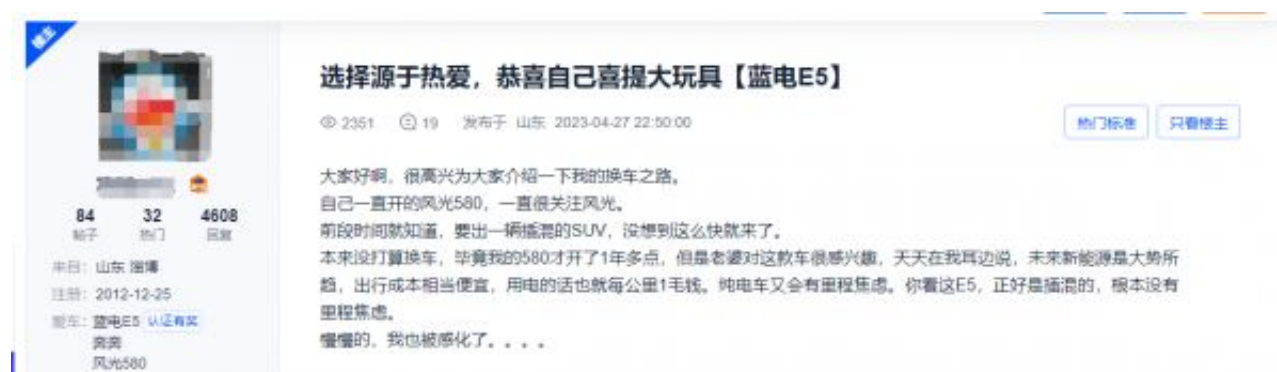 楼主
选择源于热爱，恭喜自己喜提大玩具【蓝电E5】
2351 19 发布于 山东 2023-04-27 22:50:00
热门标准 只看楼主
大家好啊，很高兴为大家介绍一下我的换车之路。
自己一直开的风光580，一直很关注风光。
前段时间就知道，要出一辆插混的SUV，没想到这么快就来了。
本来没打算换车，毕竟我的580才开了1年多点，但是老婆对这款车很感兴趣，天天在我耳边说，未来新能源是大势所
趋，出行成本相当便宜，用电的话也就每公里1毛钱。纯电车又会有里程焦虑。你看这E5，正好是插混的，根本没有
里程焦虑。
慢慢的，我也被感化了。。。。
84 32 4608
帖子 热门 回复
来自：山东 淄博
注册：2012-12-25
爱车：蓝电E5 认证有奖
奔奔
风光580